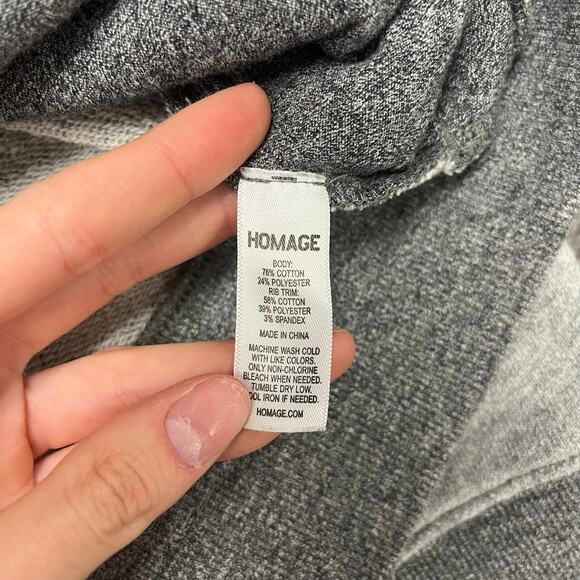 HOMAGE
BODY:
76% COTTON
24% POLYESTER
RIB TRIM:
58% COTTON
39% POLYESTER
3% SPANDEX
MADE IN CHINA
MACHINE WASH COLD
WITH LIKE COLORS.
ONLY NON-CHLORINE
BLEACH WHEN NEEDED.
TUMBLE DRY LOW.
OOL IRON IF NEEDED.
HOMAGE.COM